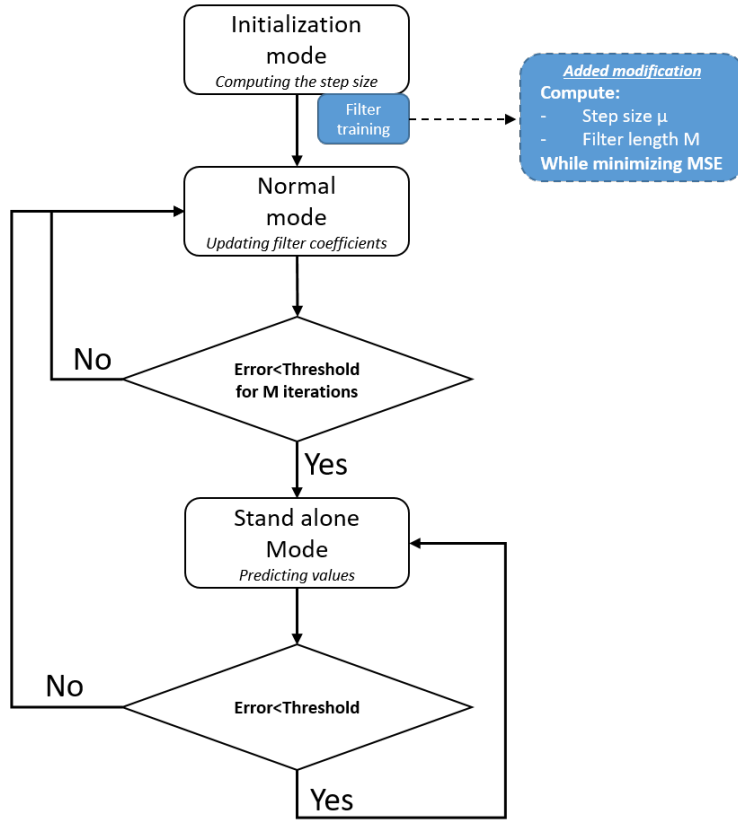 Initialization
mode
Computing the step size
Filter
training
Added modification
Compute:
- Step size μ
- Filter length M
While minimizing MSE
Normal
mode
Updating filter coefficients
No
Error<Threshold
for M iterations
Yes
Stand alone
Mode
Predicting values
No
Error<Threshold
Yes